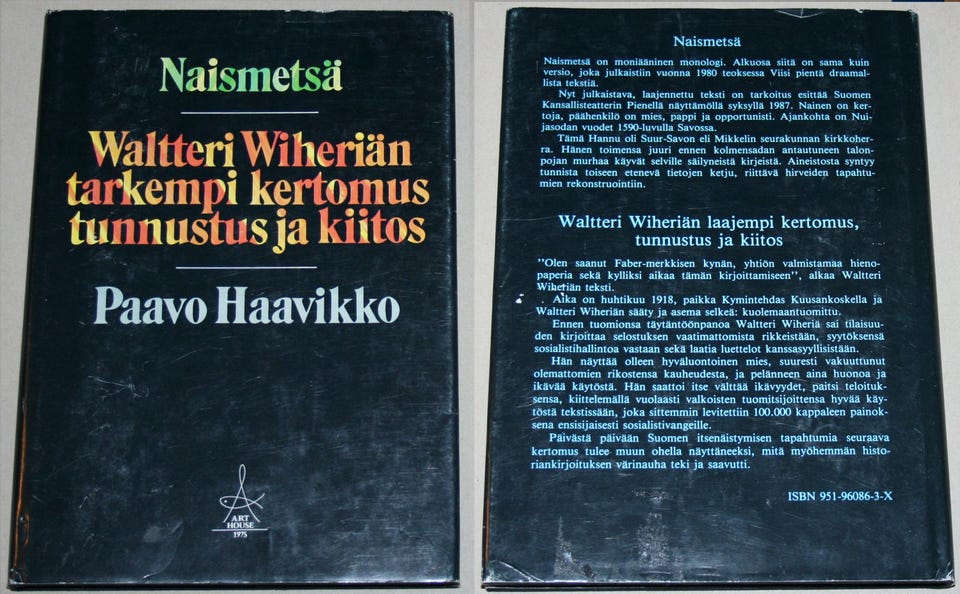 Naismetsä
Waltteri Wiheriän
tarkempi kertomus
tunnustus ja kiitos
Paavo Haavikko
ART
HOUSE
1975
Naismetsä
Naismetsä on moniääninen monologi. Alkuosa siitä on sama kuin
versio, joka julkaistiin vuonna 1980 teoksessa Viisi pientä draamal-
lista tekstiä.
Nyt julkaistava, laajennettu teksti on tarkoitus esittää Suomen
Kansallisteatterin Pienellä näyttämöllä syksyllä 1987. Nainen on ker-
toja, päähenkilö on mies, pappi ja opportunisti. Ajankohta on Nui-
jasodan vuodet 1590-luvulla Savossa.
Tämä Hannu oli Suur-Savon eli Mikkelin seurakunnan kirkkoher-
ra. Hänen toimensa juuri ennen kolmensadan antautuneen talon-
pojan murhaa käyvät selville säilyneistä kirjeistä. Aineistosta syntyy
tunnista toiseen etenevä tietojen ketju, riittävä hirveiden tapahtu-
mien rekonstruointiin.
Waltteri Wiheriän laajempi kertomus,
tunnustus ja kiitos
"Olen saanut Faber-merkkisen kynän, yhtiön valmistamaa hieno-
paperia sekä kylliksi aikaa tämän kirjoittamiseen", alkaa Waltteri
Wiheriän teksti.
Aika on huhtikuu 1918, paikka Kymintehdas Kuusankoskella ja
Waltteri Wiheriän sääty ja asema selkeä: kuolemaantuomittu.
Ennen tuomionsa täytäntöönpanoa Waltteri Wiheriä sai tilaisuu-
den kirjoittaa selostuksen vaatimattomista rikkeistään, syytöksensä
sosialistihallintoa vastaan sekä laatia luettelot kanssasyyllisistään.
Hän näyttää olleen hyväluontoinen mies, suuresti vakuuttunut
olemattomien rikostensa kauheudesta, ja pelänneen aina huonoa ja
ikävää käytöstä. Hän saattoi itse välttää ikävyydet, paitsi teloituk-
sensa, kiittelemällä vuolaasti valkoisten tuomitsijoittensa hyvää käy-
töstä tekstissään, joka sittemmin levitettiin 100.000 kappaleen painok-
sena ensisijaisesti sosialistivangeille.
Päivästä päivään Suomen itsenäistymisen tapahtumia seuraava
kertomus tulee muun ohella näyttäneeksi, mitä myöhemmän histo-
riankirjoituksen värinauha teki ja saavutti.
ISBN 951-96086-3-X